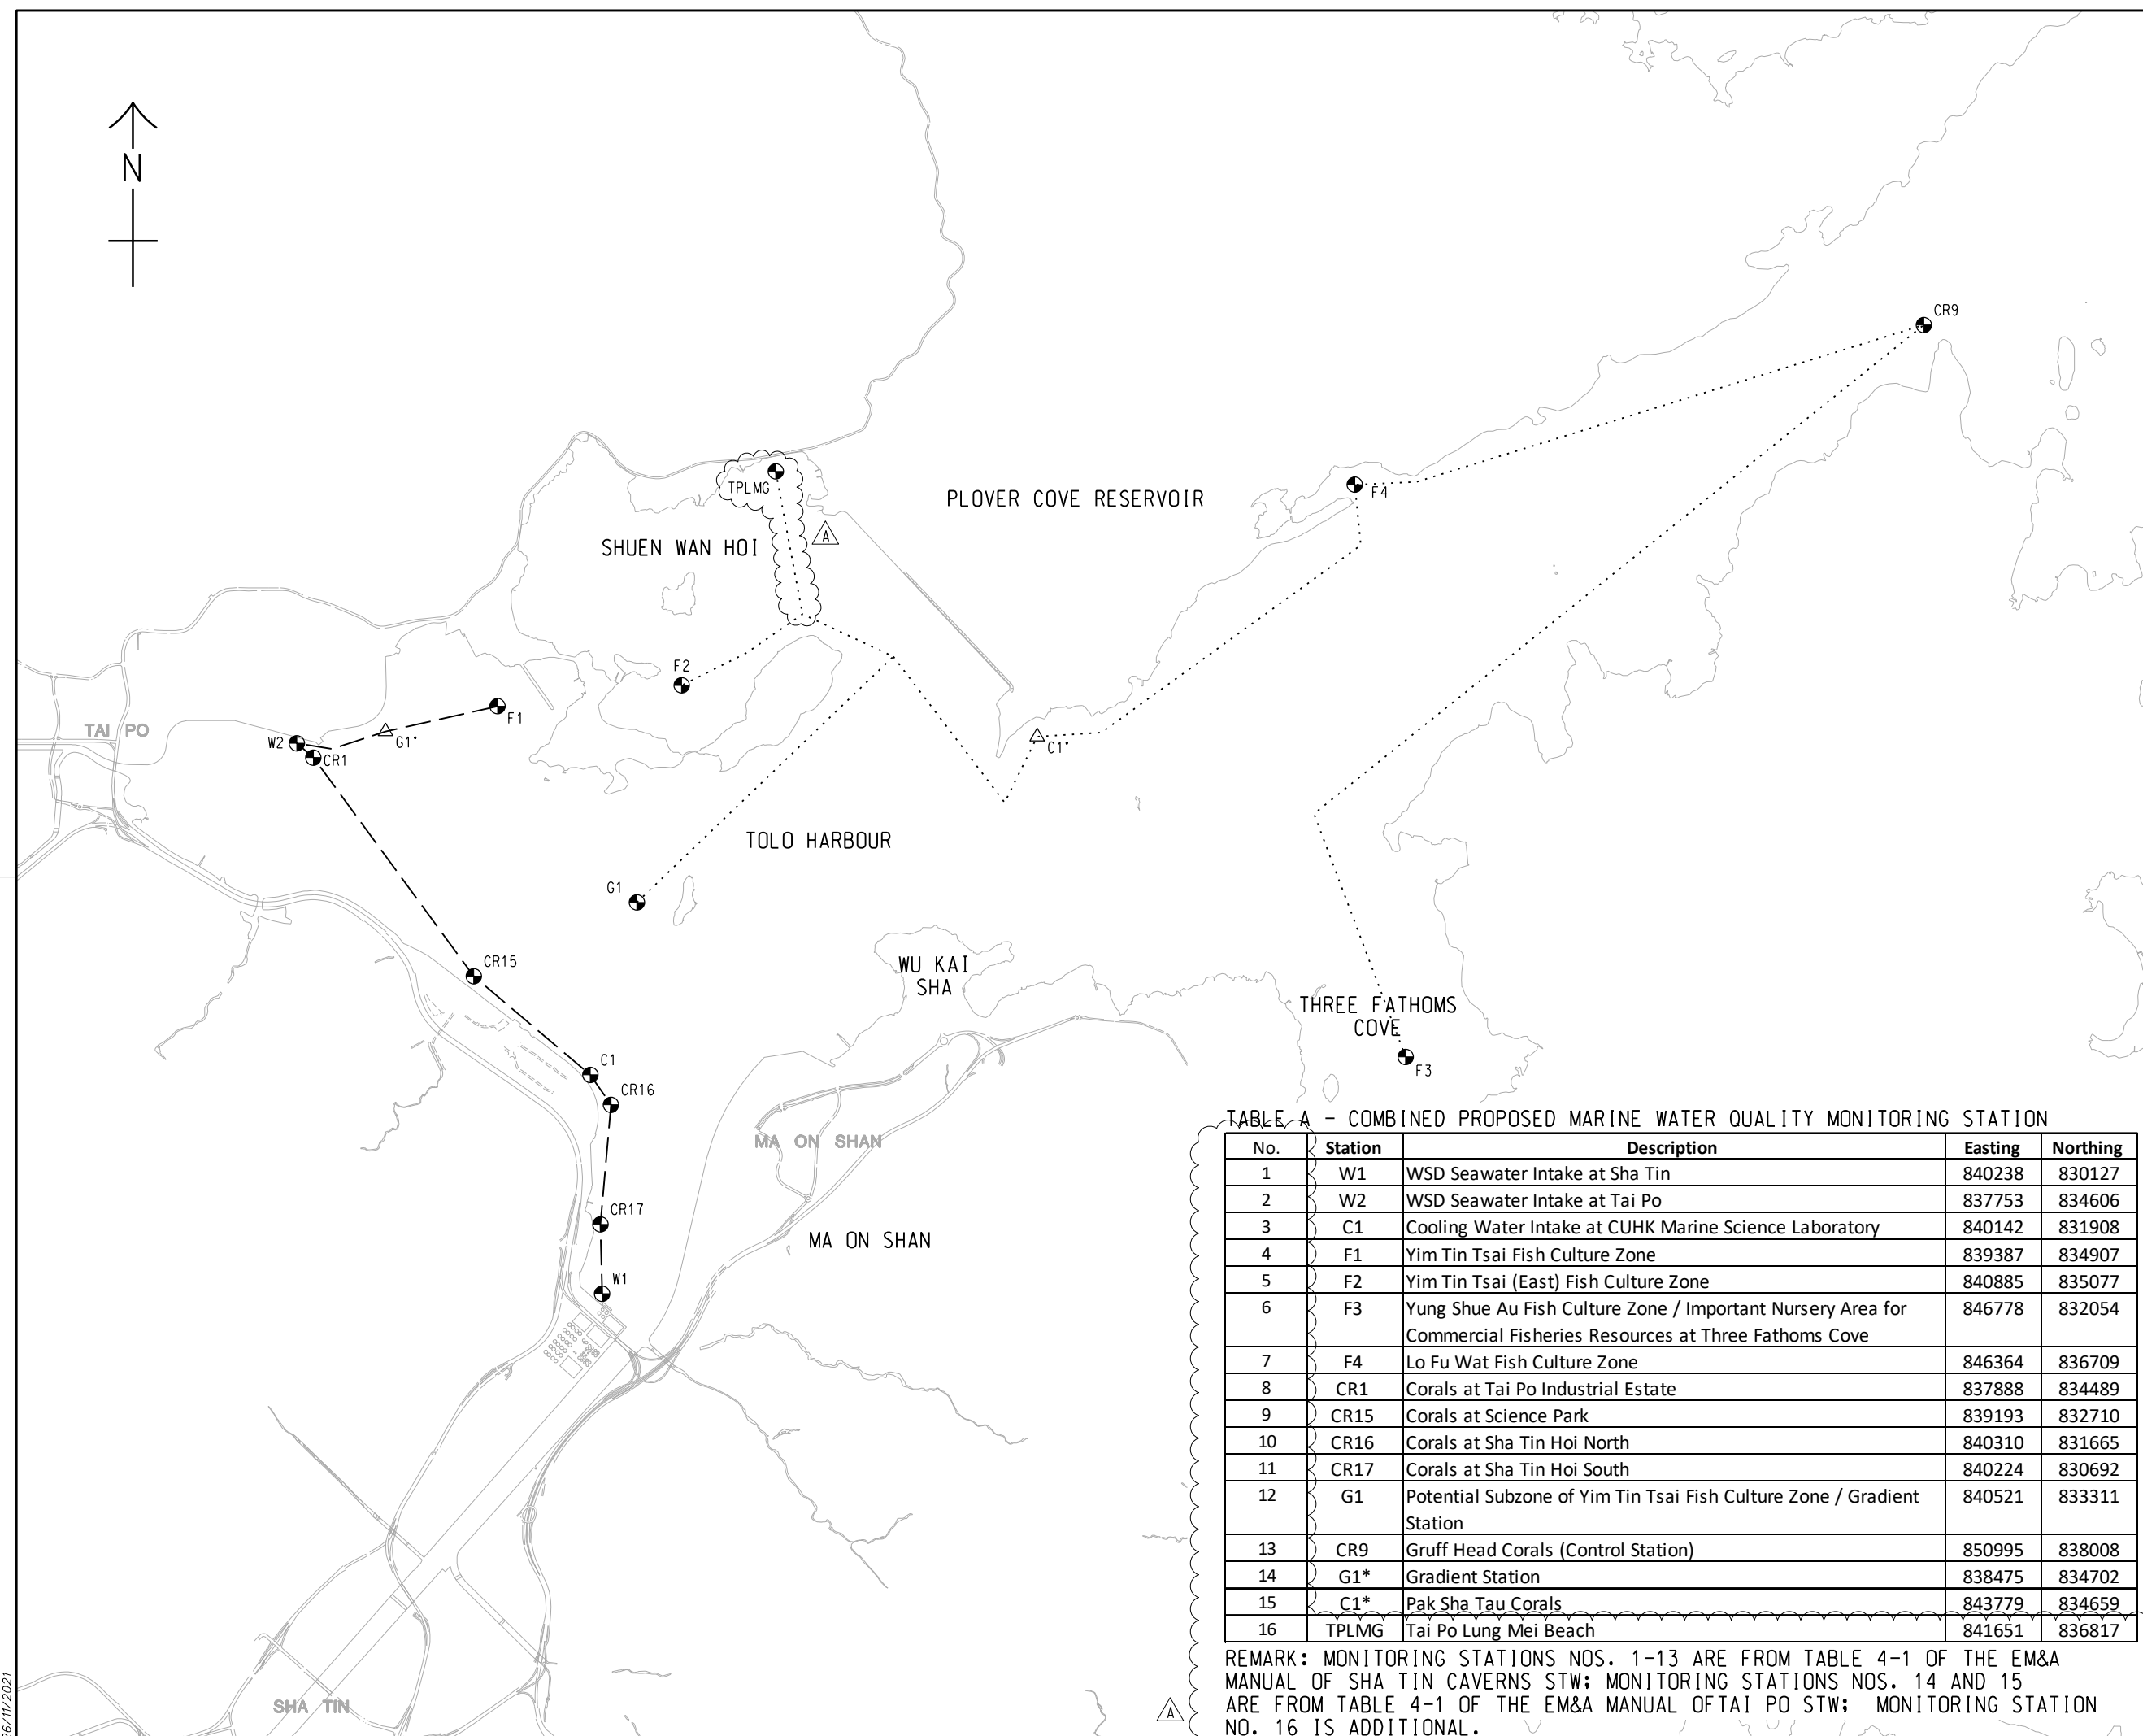 N
CR9
TPLMG
PLOVER COVE RESERVOIR
F4
A
SHUEN WAN HOI
F2
F1
TAI PO
W2
G1*
C1*
CR1
TOLO HARBOUR
G1
CR15
WU KAI
SHA
THREE FATHOMS
COVE
F3
C1
CR16
MA ON SHAN
CR17
MA ON SHAN
W1
SHA TIN
26/11/2021
TABLE A - COMBINED PROPOSED MARINE WATER QUALITY MONITORING STATION
No. Station Description Easting Northing
1 W1 WSD Seawater Intake at Sha Tin 840238 830127
2 W2 WSD Seawater Intake at Tai Po 837753 834606
3 C1 Cooling Water Intake at CUHK Marine Science Laboratory 840142 831908
4 F1 Yim Tin Tsai Fish Culture Zone 839387 834907
5 F2 Yim Tin Tsai (East) Fish Culture Zone 840885 835077
6 F3 Yung Shue Au Fish Culture Zone / Important Nursery Area for 846778 832054
Commercial Fisheries Resources at Three Fathoms Cove
7 F4 Lo Fu Wat Fish Culture Zone 846364 836709
8 CR1 Corals at Tai Po Industrial Estate 837888 834489
9 CR15 Corals at Science Park 839193 832710
10 CR16 Corals at Sha Tin Hoi North 840310 831665
11 CR17 Corals at Sha Tin Hoi South 840224 830692
12 G1 Potential Subzone of Yim Tin Tsai Fish Culture Zone / Gradient 840521 833311
Station
13 CR9 Gruff Head Corals (Control Station) 850995 838008
14 G1* Gradient Station 838475 834702
15 C1* Pak Sha Tau Corals 843779 834659
16 TPLMG Tai Po Lung Mei Beach 841651 836817
REMARK: MONITORING STATIONS NOS. 1-13 ARE FROM TABLE 4-1 OF THE EM&A
MANUAL OF SHA TIN CAVERNS STW; MONITORING STATIONS NOS. 14 AND 15
ARE FROM TABLE 4-1 OF THE EM&A MANUAL OFTAI PO STW; MONITORING STATION
NO. 16 IS ADDITIONAL.
A